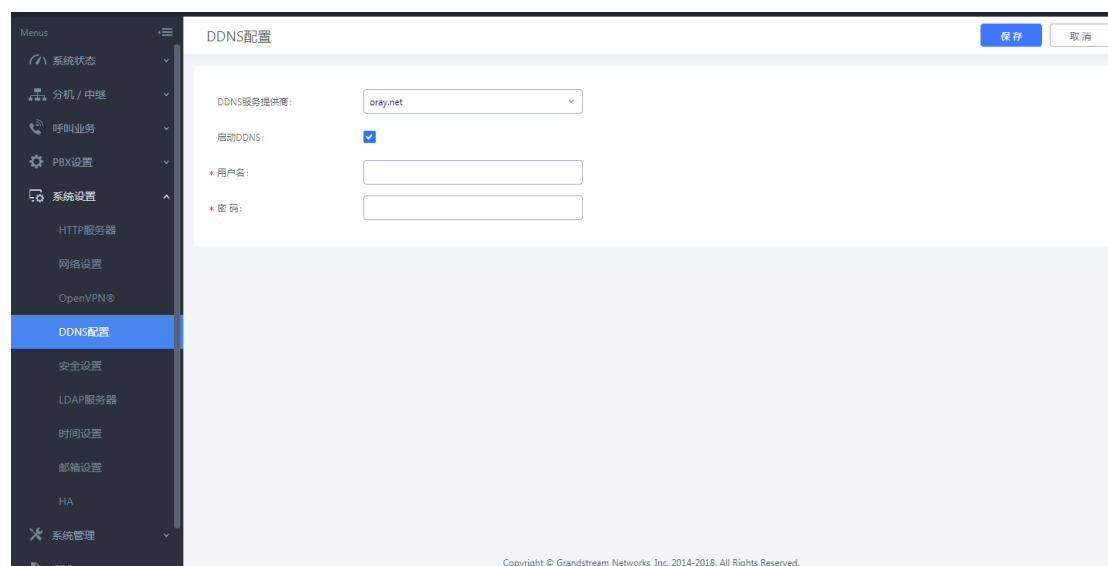 Menus
DDNS配置
保存
取消
系统状态
分机 / 中继
呼叫业务
PBX设置
系统设置
HTTP服务器
网络设置
OpenVPN®
DDNS配置
安全设置
LDAP服务器
时间设置
邮箱设置
HA
系统管理
DDNS服务提供商:
oray.net
启动DDNS:
* 用户名:
* 密码:
Copyright © Grandstream Networks, Inc. 2014-2018. All Rights Reserved.